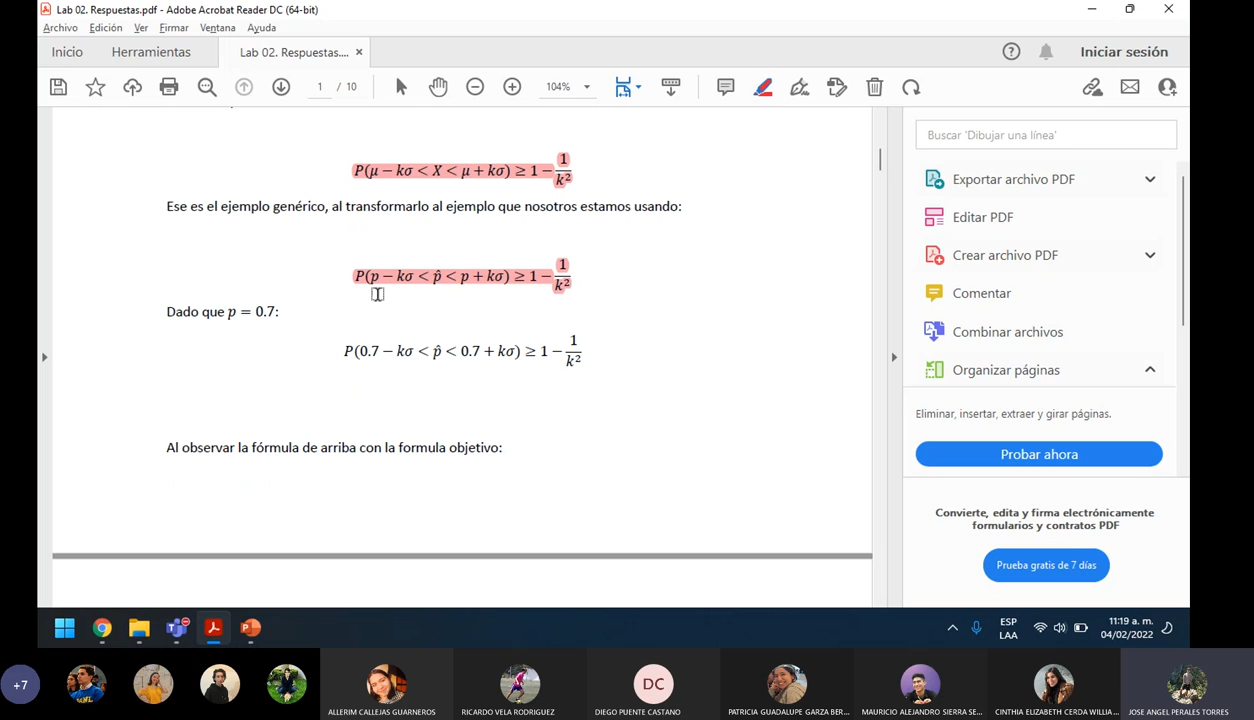 Lab 02. Respuestas.pdf - Adobe Acrobat Reader DC (64-bit)
Archivo Edición Ver Firmar Ventana Ayuda
Inicio Herramientas Lab 02. Respuestas.... × Iniciar sesión
1 / 10 104%
Buscar 'Dibujar una línea'
P(μ − kσ < X < μ + kσ) ≥ 1 − 1/k²
Ese es el ejemplo genérico, al transformarlo al ejemplo que nosotros estamos usando:
P(p − kσ < p̂ < p + kσ) ≥ 1 − 1/k²
Dado que p = 0.7:
P(0.7 − kσ < p̂ < 0.7 + kσ) ≥ 1 − 1/k²
Al observar la fórmula de arriba con la formula objetivo:
Exportar archivo PDF
Editar PDF
Crear archivo PDF
Comentar
Combinar archivos
Organizar páginas
Eliminar, insertar, extraer y girar páginas.
Probar ahora
Convierte, edita y firma electrónicamente
formularios y contratos PDF
Prueba gratis de 7 días
ESP
LAA
11:19 a. m.
04/02/2022
+7
DC
ALLERIM CALLEJAS GUARNEROS
RICARDO VELA RODRIGUEZ
DIEGO PUENTE CASTANO
PATRICIA GUADALUPE GARZA BER...
MAURICIO ALEJANDRO SIERRA SE...
CINTHIA ELIZABETH CERDA WILLIA...
JOSE ANGEL PERALES TORRES